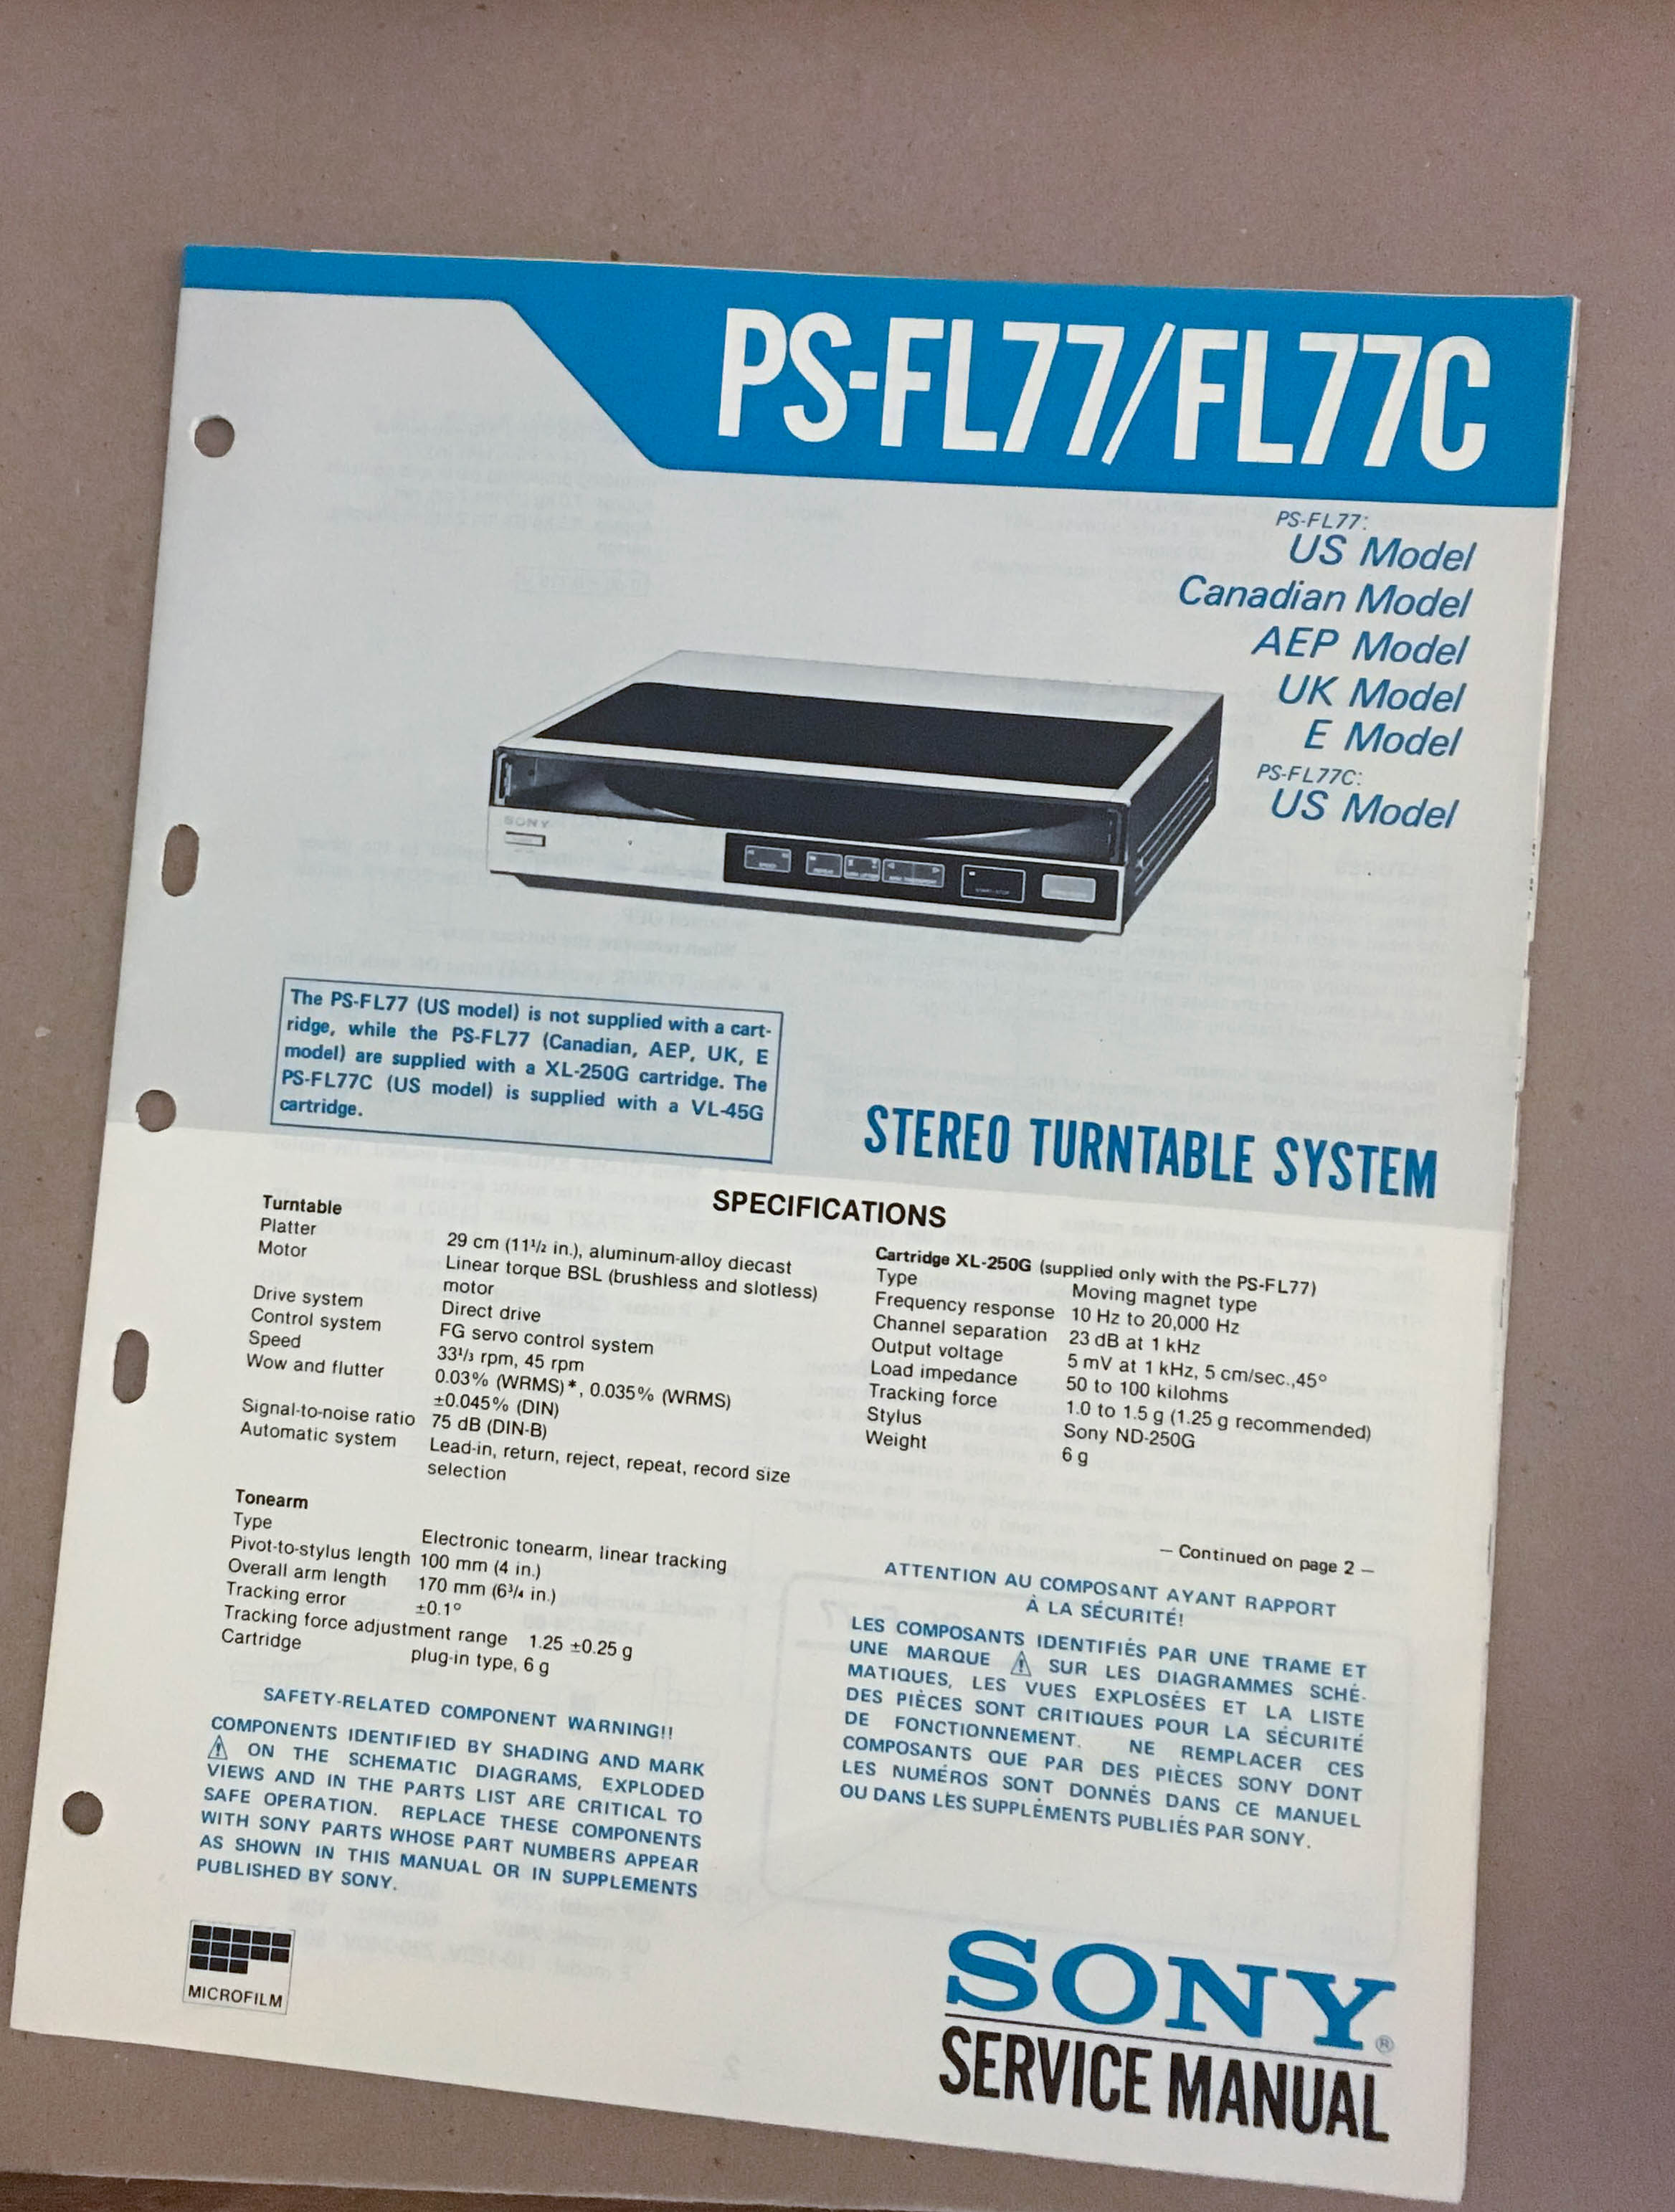 PS-FL77/FL77C
PS-FL77:
US Model
Canadian Model
AEP Model
UK Model
E Model
PS-FL77C:
US Model
SONY
The PS-FL77 (US model) is not supplied with a cart-
ridge, while the PS-FL77 (Canadian, AEP, UK, E
model) are supplied with a XL-250G cartridge. The
PS-FL77C (US model) is supplied with a VL-45G
cartridge.
STEREO TURNTABLE SYSTEM
SPECIFICATIONS
Turntable
Platter 29 cm (11 1/2 in.), aluminum-alloy diecast
Motor Linear torque BSL (brushless and slotless)
motor
Drive system Direct drive
Control system FG servo control system
Speed 33 1/3 rpm, 45 rpm
Wow and flutter 0.03% (WRMS)*, 0.035% (WRMS)
±0.045% (DIN)
Signal-to-noise ratio 75 dB (DIN-B)
Automatic system Lead-in, return, reject, repeat, record size
selection
Tonearm
Type Electronic tonearm, linear tracking
Pivot-to-stylus length 100 mm (4 in.)
Overall arm length 170 mm (6 3/4 in.)
Tracking error ±0.1°
Tracking force adjustment range 1.25 ±0.25 g
Cartridge plug-in type, 6 g
SAFETY-RELATED COMPONENT WARNING!!
COMPONENTS IDENTIFIED BY SHADING AND MARK
⚠ ON THE SCHEMATIC DIAGRAMS, EXPLODED
VIEWS AND IN THE PARTS LIST ARE CRITICAL TO
SAFE OPERATION. REPLACE THESE COMPONENTS
WITH SONY PARTS WHOSE PART NUMBERS APPEAR
AS SHOWN IN THIS MANUAL OR IN SUPPLEMENTS
PUBLISHED BY SONY.
Cartridge XL-250G (supplied only with the PS-FL77)
Type Moving magnet type
Frequency response 10 Hz to 20,000 Hz
Channel separation 23 dB at 1 kHz
Output voltage 5 mV at 1 kHz, 5 cm/sec.,45°
Load impedance 50 to 100 kilohms
Tracking force 1.0 to 1.5 g (1.25 g recommended)
Stylus Sony ND-250G
Weight 6 g
— Continued on page 2 —
ATTENTION AU COMPOSANT AYANT RAPPORT
À LA SÉCURITÉ!
LES COMPOSANTS IDENTIFIÉS PAR UNE TRAME ET
UNE MARQUE ⚠ SUR LES DIAGRAMMES SCHÉ-
MATIQUES, LES VUES EXPLOSÉES ET LA LISTE
DES PIÈCES SONT CRITIQUES POUR LA SÉCURITÉ
DE FONCTIONNEMENT. NE REMPLACER CES
COMPOSANTS QUE PAR DES PIÈCES SONY DONT
LES NUMÉROS SONT DONNÉS DANS CE MANUEL
OU DANS LES SUPPLÉMENTS PUBLIÉS PAR SONY.
MICROFILM
SONY®
SERVICE MANUAL